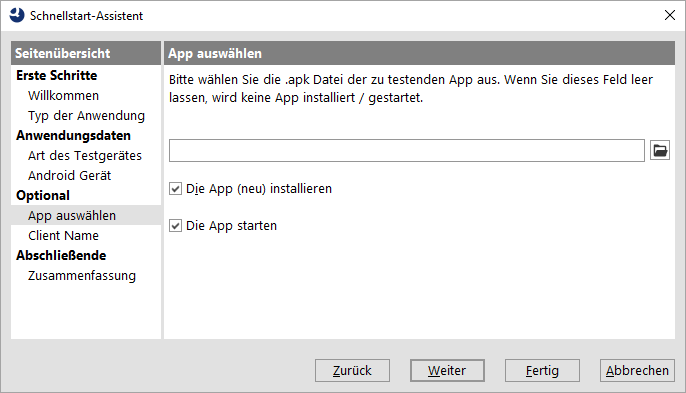 Schnellstart-Assistent
Seitenübersicht
Erste Schritte
Willkommen
Typ der Anwendung
Anwendungsdaten
Art des Testgerätes
Android Gerät
Optional
App auswählen
Client Name
Abschließende
Zusammenfassung
App auswählen
Bitte wählen Sie die .apk Datei der zu testenden App aus. Wenn Sie dieses Feld leer
lassen, wird keine App installiert / gestartet.
Die App (neu) installieren
Die App starten
Zurück
Weiter
Fertig
Abbrechen